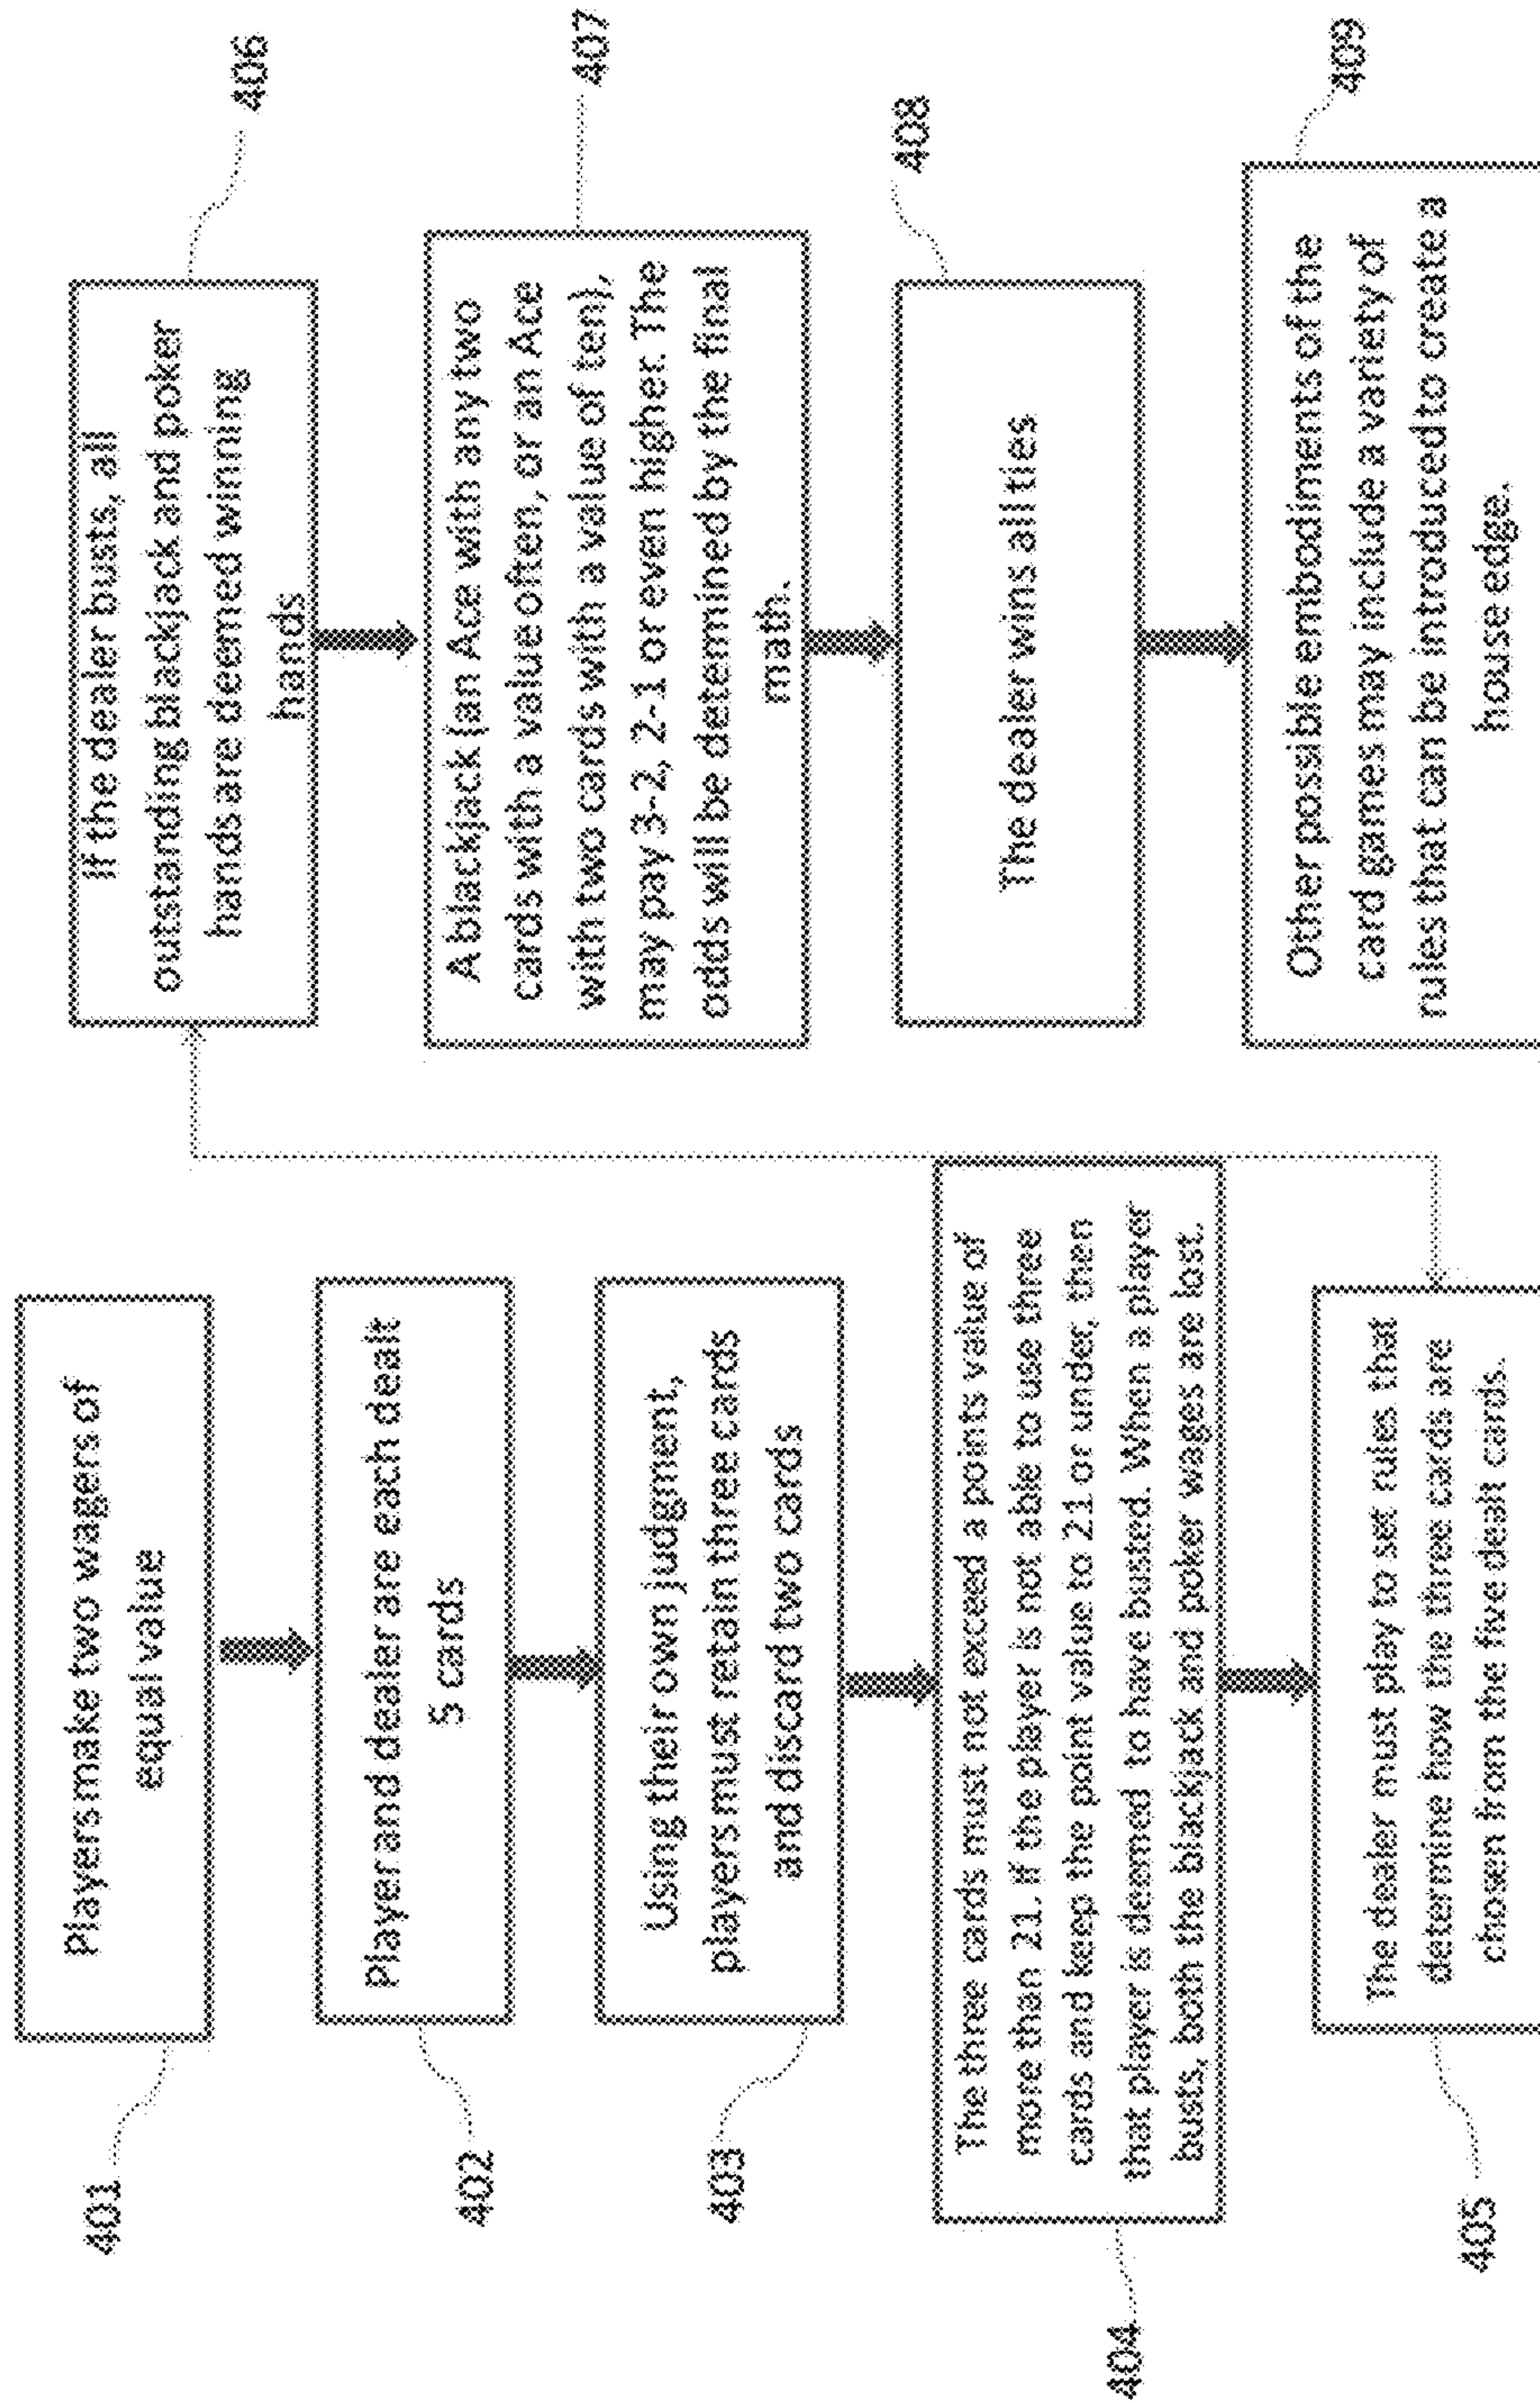 401
Players make two wagers of
equal value
402
Player and dealer are each dealt
5 cards
403
Using their own judgment,
players must retain three cards
and discard two cards
404
The three cards must not exceed a points value of
more than 21. If the player is not able to use three
cards and keep the point value to 21 or under, then
that player is deemed to have busted. When a player
busts, both the blackjack and poker wages are lost.
405
The dealer must play to set rules that
determine how the three cards are
chosen from the five dealt cards.
406
If the dealer busts, all
outstanding blackjack and poker
hands are deemed winning
hands
407
A blackjack (an Ace with any two
cards with a value often, or an Ace
with two cards with a value of ten),
may pay 3-2, 2-1 or even higher. The
odds will be determined by the final
math.
408
The dealer wins all ties
409
Other possible embodiments of the
card games may include a variety of
rules that can be introduced to create a
house edge.